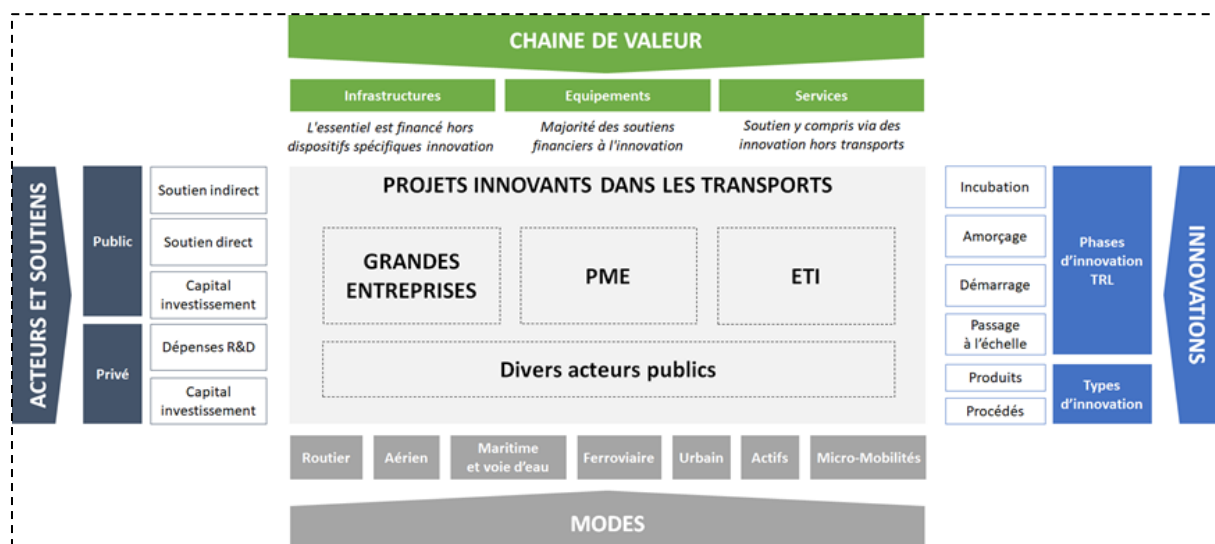 CHAINE DE VALEUR
Infrastructures
Equipements
Services
L'essentiel est financé hors
dispositifs spécifiques innovation
Majorité des soutiens
financiers à l'innovation
Soutien y compris via des
innovation hors transports
ACTEURS ET SOUTIENS
Public
Soutien indirect
Soutien direct
Capital
investissement
Privé
Dépenses R&D
Capital
investissement
PROJETS INNOVANTS DANS LES TRANSPORTS
GRANDES
ENTREPRISES
PME
ETI
Divers acteurs publics
Incubation
Amorçage
Démarrage
Passage
à l'échelle
Produits
Procédés
Phases
d'innovation
TRL
Types
d'innovation
INNOVATIONS
Routier
Aérien
Maritime
et voie d'eau
Ferroviaire
Urbain
Actifs
Micro-Mobilités
MODES